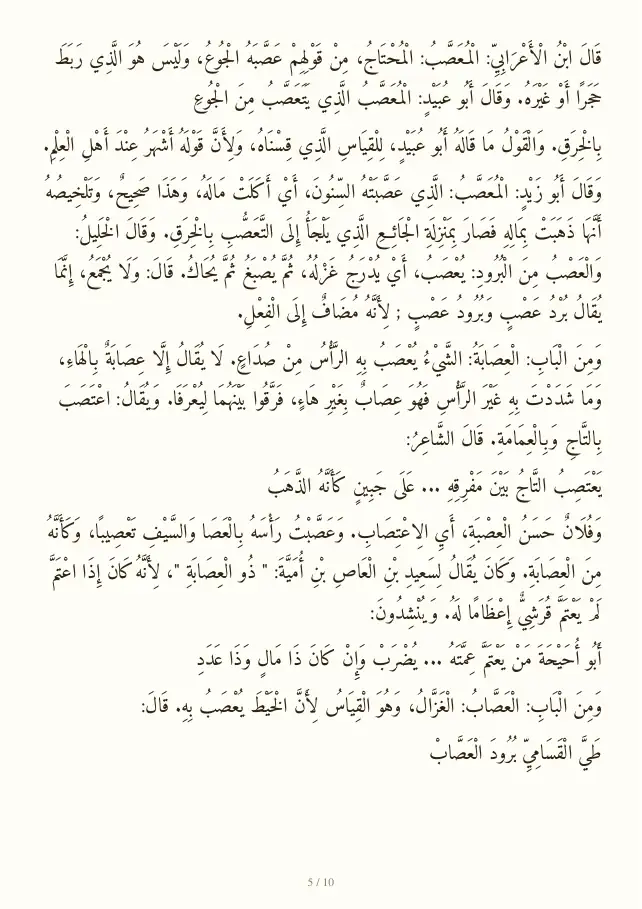 قَالَ ابْنُ الْأَعْرَابِيِّ: الْمُعَصَّبُ: الْمُحْتَاجُ، مِنْ قَوْلِهِمْ عَصَّبَهُ الْجُوعُ، وَلَيْسَ هُوَ الَّذِي رَبَطَ
حَجَرًا أَوْ غَيْرَهُ. وَقَالَ أَبُو عُبَيْدٍ: الْمُعَصَّبُ الَّذِي يَتَعَصَّبُ مِنَ الْجُوعِ
بِالْخِرَقِ. وَالْقَوْلُ مَا قَالَهُ أَبُو عُبَيْدٍ، لِلْقِيَاسِ الَّذِي قِسْنَاهُ، وَلِأَنَّ قَوْلَهُ أَشْهَرُ عِنْدَ أَهْلِ الْعِلْمِ.
وَقَالَ أَبُو زَيْدٍ: الْمُعَصَّبُ: الَّذِي عَصَّبَتْهُ السِّنُونَ، أَيْ أَكَلَتْ مَالَهُ، وَهَذَا صَحِيحٌ، وَتَلْخِيصُهُ
أَنَّهَا ذَهَبَتْ بِمَالِهِ فَصَارَ بِمَنْزِلَةِ الْجَائِعِ الَّذِي يَلْجَأُ إِلَى التَّعَصُّبِ بِالْخِرَقِ. وَقَالَ الْخَلِيلُ:
وَالْعَصْبُ مِنَ الْبُرُودِ: يُعْصَبُ، أَيْ يُدْرَجُ غَزْلُهُ، ثُمَّ يُصْبَغُ ثُمَّ يُحَاكُ. قَالَ: وَلَا يُجْمَعُ، إِنَّمَا
يُقَالُ بُرْدُ عَصْبٍ وَبُرُودُ عَصْبٍ ; لِأَنَّهُ مُضَافٌ إِلَى الْفِعْلِ.
وَمِنَ الْبَابِ: الْعِصَابَةُ: الشَّيْءُ يُعْصَبُ بِهِ الرَّأْسُ مِنْ صُدَاعٍ. لَا يُقَالُ إِلَّا عِصَابَةٌ بِالْهَاءِ،
وَمَا شَدَدْتَ بِهِ غَيْرَ الرَّأْسِ فَهُوَ عِصَابٌ بِغَيْرِ هَاءٍ، فَرَّقُوا بَيْنَهُمَا لِيُعْرَفَا. وَيُقَالُ: اعْتَصَبَ
بِالتَّاجِ وَبِالْعِمَامَةِ. قَالَ الشَّاعِرُ:
يَعْتَصِبُ التَّاجُ بَيْنَ مَفْرِقِهِ ... عَلَى جَبِينٍ كَأَنَّهُ الذَّهَبُ
وَفُلَانٌ حَسَنُ الْعِصْبَةِ، أَيِ الِاعْتِصَابِ. وَعَصَّبْتُ رَأْسَهُ بِالْعَصَا وَالسَّيْفِ تَعْصِيبًا، وَكَأَنَّهُ
مِنَ الْعِصَابَةِ. وَكَانَ يُقَالُ لِسَعِيدِ بْنِ الْعَاصِ بْنِ أُمَيَّةَ: " ذُو الْعِصَابَةِ "، لِأَنَّهُ كَانَ إِذَا اعْتَمَّ
لَمْ يَعْتَمَّ قُرَشِيٌّ إِعْظَامًا لَهُ. وَيُنْشِدُونَ:
أَبُو أُحَيْحَةَ مَنْ يَعْتَمَّ عِمَّتَهُ ... يُضْرَبْ وَإِنْ كَانَ ذَا مَالٍ وَذَا عَدَدِ
وَمِنَ الْبَابِ: الْعَصَّابُ: الْغَزَّالُ، وَهُوَ الْقِيَاسُ لِأَنَّ الْخَيْطَ يُعْصَبُ بِهِ. قَالَ:
طَيَّ الْقَسَامِيِّ بُرُودَ الْعَصَّابْ
5 / 10